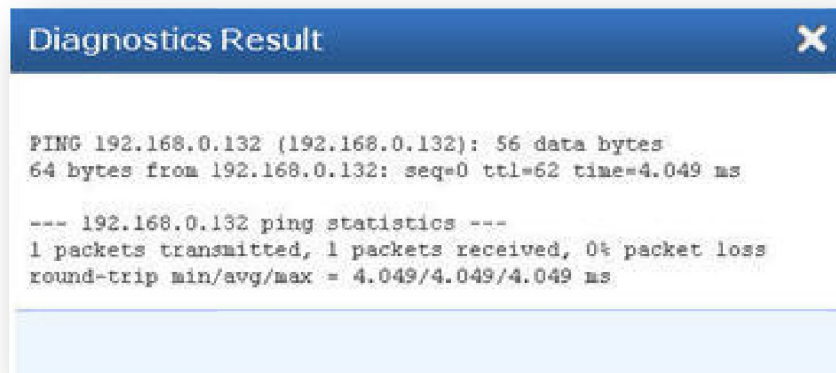 Diagnostics Result
PING 192.168.0.132 (192.168.0.132): 56 data bytes
64 bytes from 192.168.0.132: seq=0 ttl=62 time=4.049 ms
--- 192.168.0.132 ping statistics ---
1 packets transmitted, 1 packets received, 0% packet loss
round-trip min/avg/max = 4.049/4.049/4.049 ms